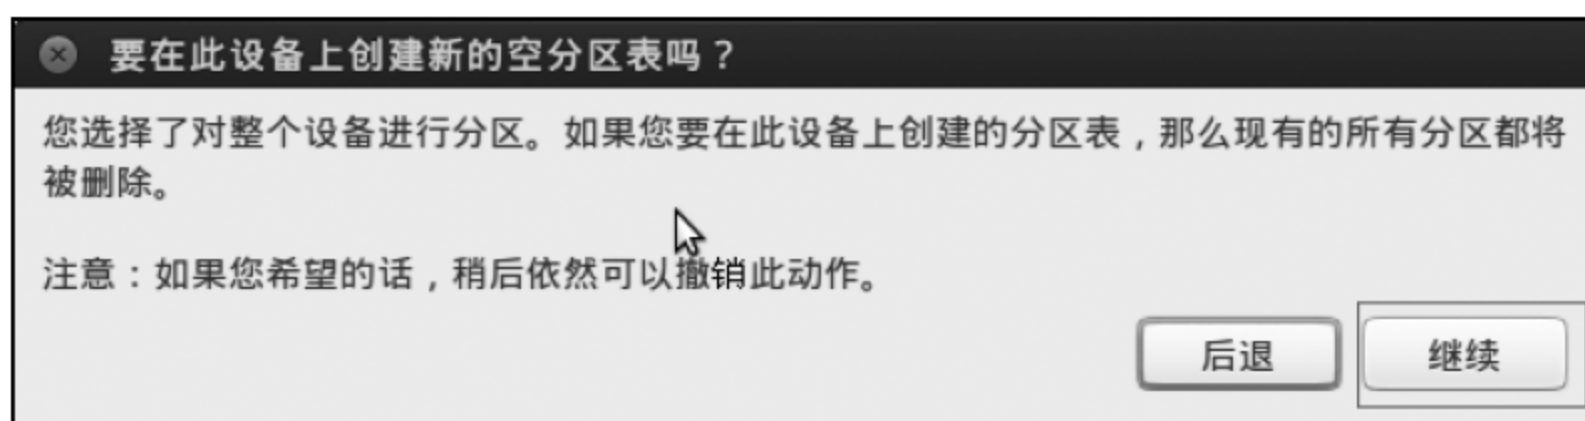 要在此设备上创建新的空分区表吗？
您选择了对整个设备进行分区。如果您要在此设备上创建的分区表，那么现有的所有分区都将
被删除。
注意：如果您希望的话，稍后依然可以撤销此动作。
后退
继续